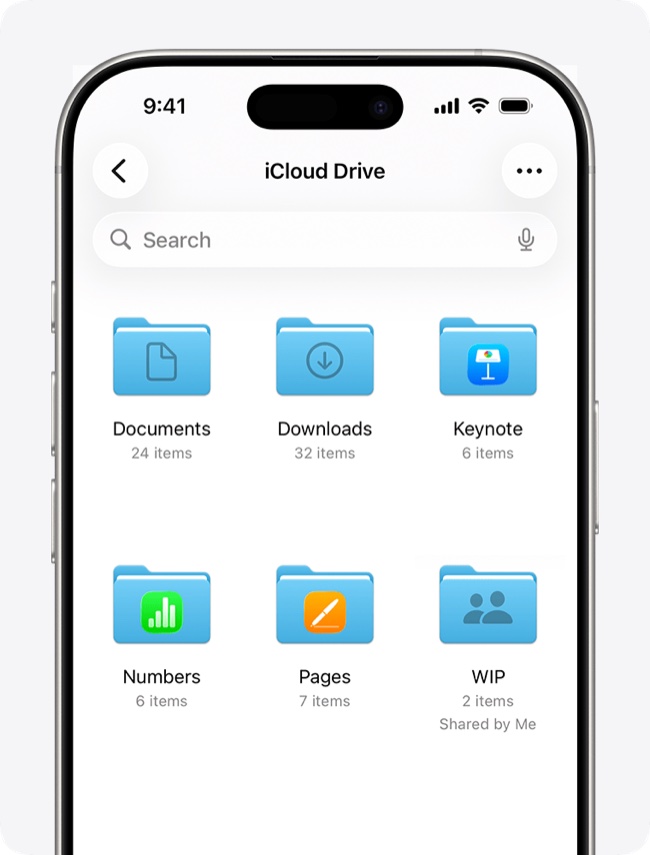 9:41
iCloud Drive
Search
Documents
Downloads
Keynote
24 items
32 items
6 items
Numbers
Pages
WIP
6 items
7 items
2 items
Shared by Me